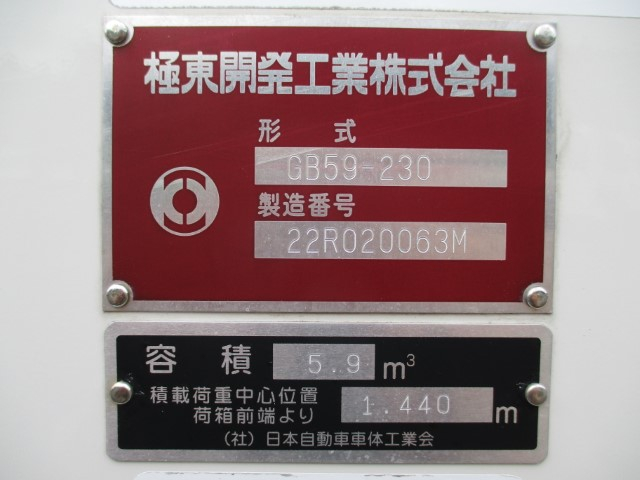 極東開発工業株式会社
形 式
GB59-230
製造番号
22R020063M
容 積 5.9 m³
積載荷重中心位置
荷箱前端より 1.440 m
(社)日本自動車車体工業会